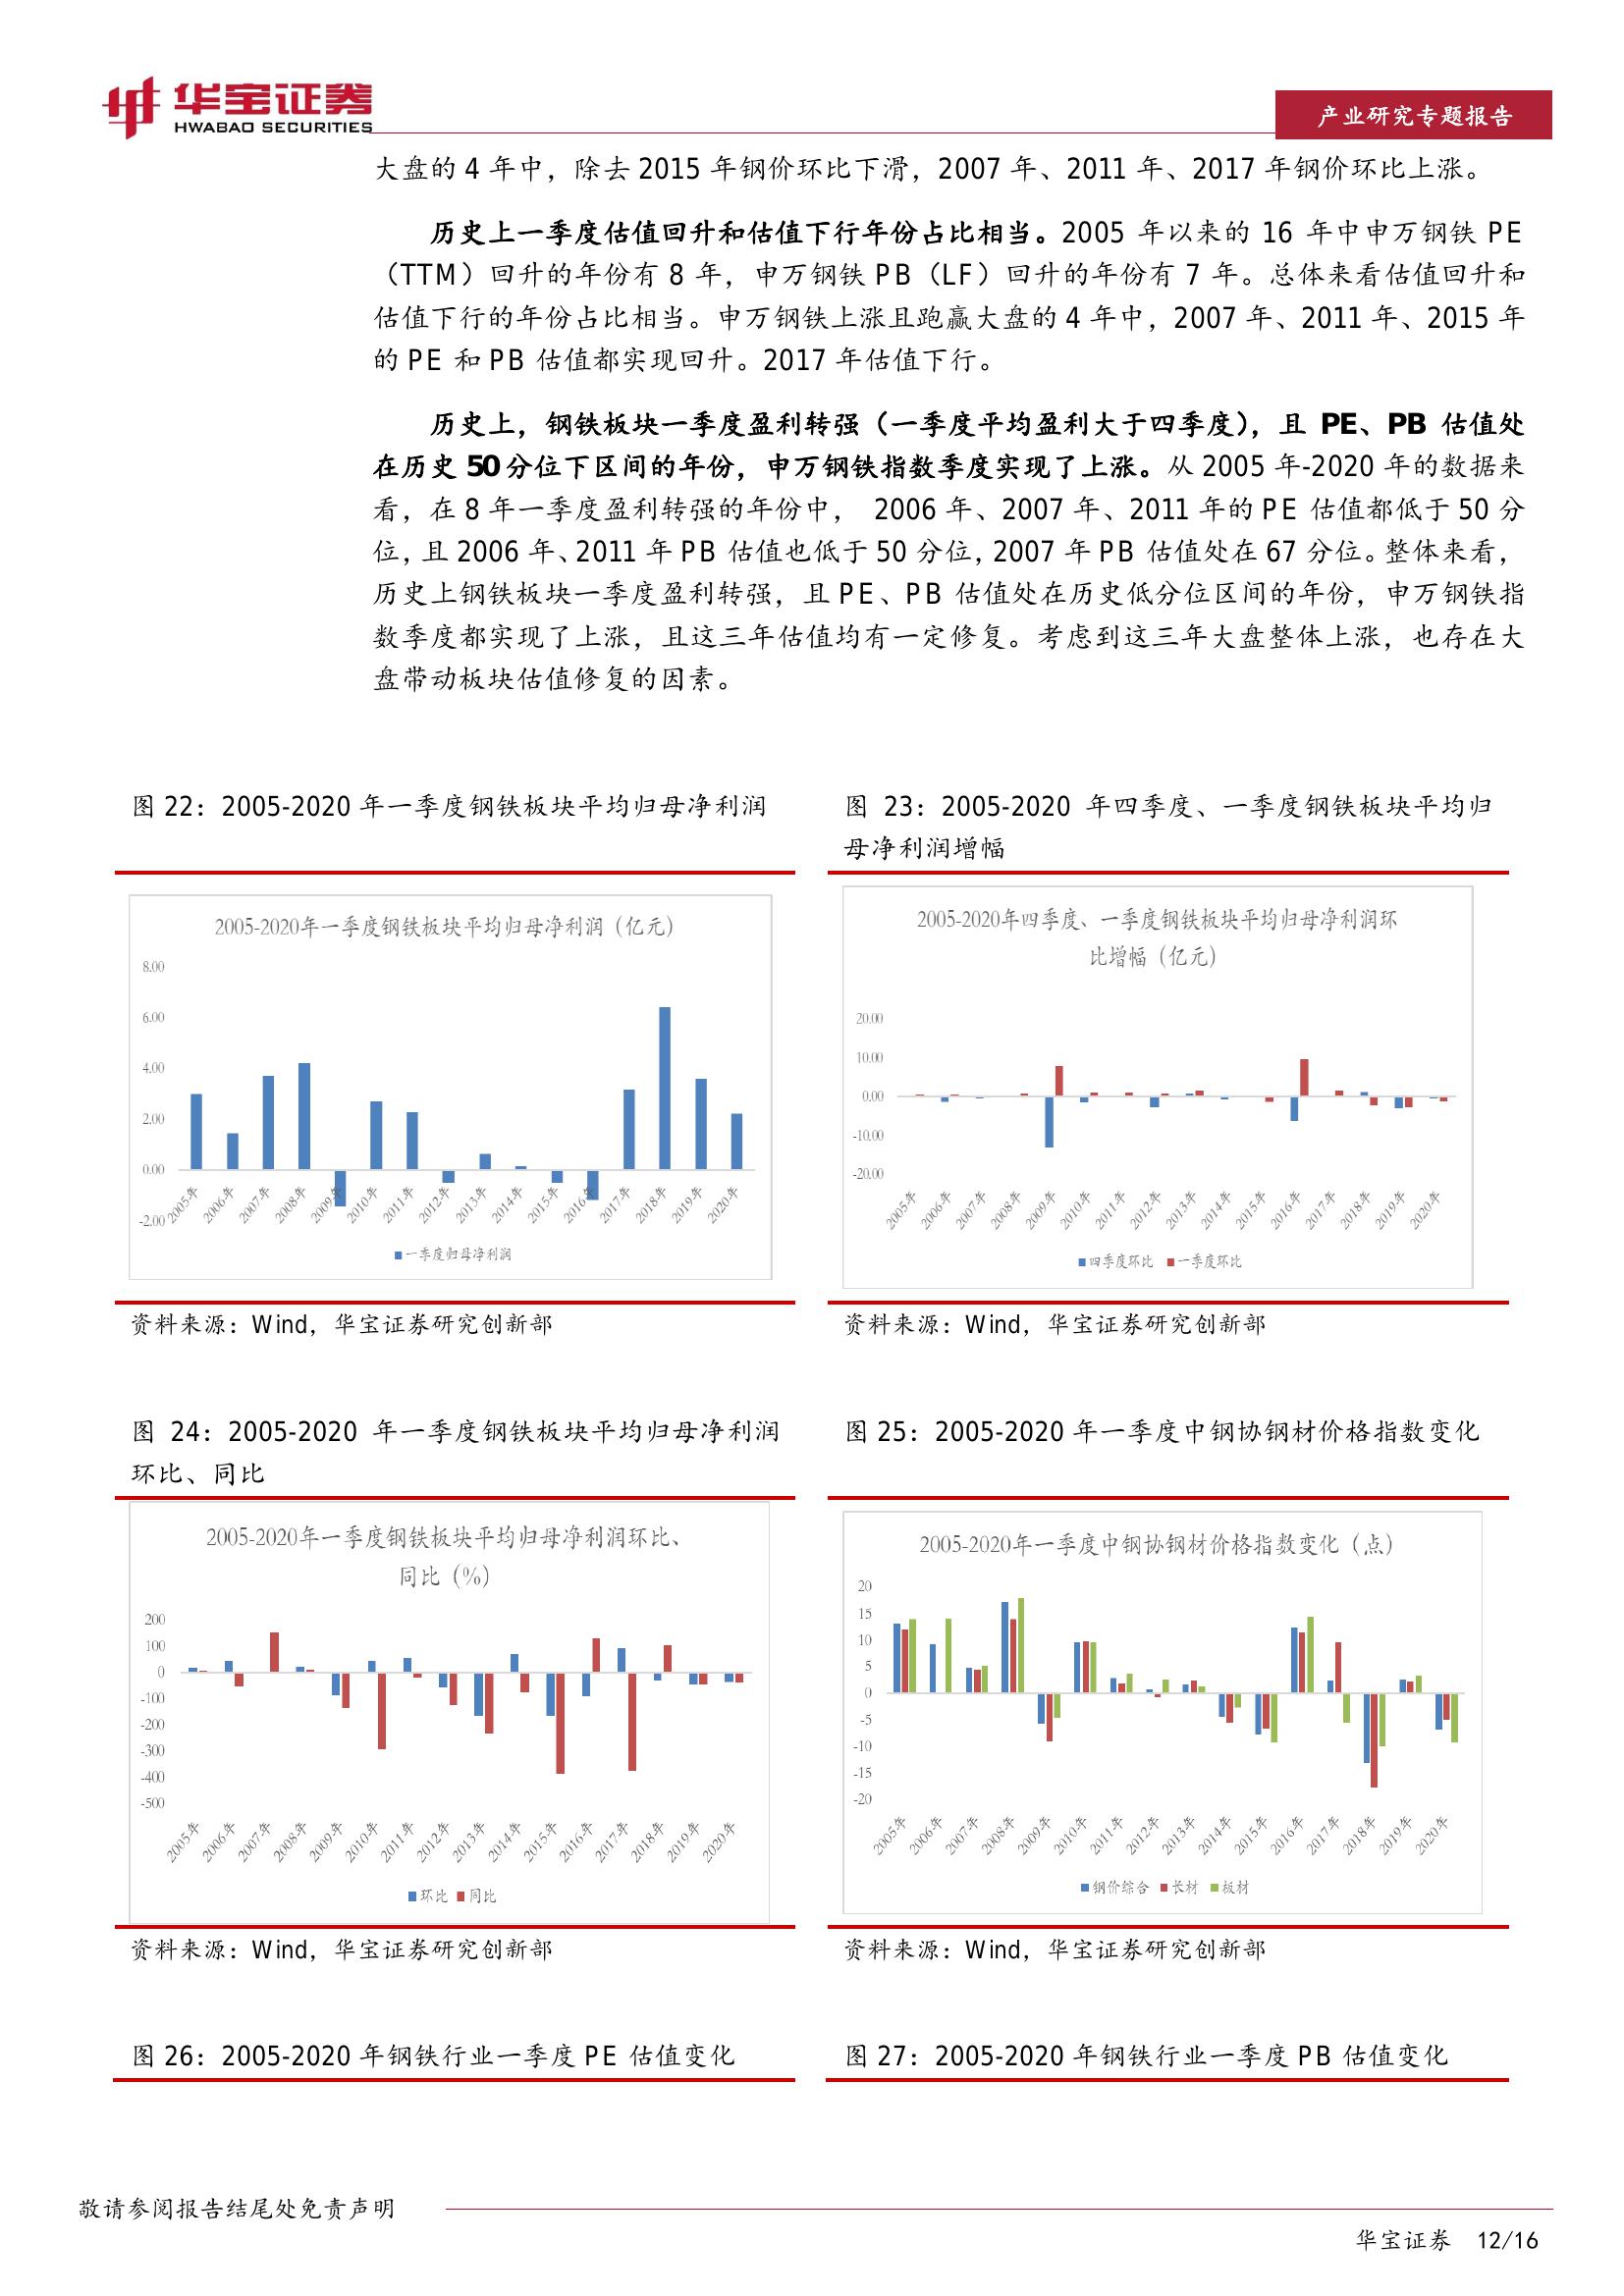 华宝证券
HWABAO SECURITIES
产业研究专题报告
大盘的 4 年中，除去 2015 年钢价环比下滑，2007 年、2011 年、2017 年钢价环比上涨。
历史上一季度估值回升和估值下行年份占比相当。2005 年以来的 16 年中申万钢铁 PE
（TTM）回升的年份有 8 年，申万钢铁 PB（LF）回升的年份有 7 年。总体来看估值回升和
估值下行的年份占比相当。申万钢铁上涨且跑赢大盘的 4 年中，2007 年、2011 年、2015 年
的 PE 和 PB 估值都实现回升。2017 年估值下行。
历史上，钢铁板块一季度盈利转强（一季度平均盈利大于四季度），且 PE、PB 估值处
在历史 50 分位下区间的年份，申万钢铁指数季度实现了上涨。从 2005 年-2020 年的数据来
看，在 8 年一季度盈利转强的年份中， 2006 年、2007 年、2011 年的 PE 估值都低于 50 分
位，且 2006 年、2011 年 PB 估值也低于 50 分位，2007 年 PB 估值处在 67 分位。整体来看，
历史上钢铁板块一季度盈利转强，且 PE、PB 估值处在历史低分位区间的年份，申万钢铁指
数季度都实现了上涨，且这三年估值均有一定修复。考虑到这三年大盘整体上涨，也存在大
盘带动板块估值修复的因素。
图 22：2005-2020 年一季度钢铁板块平均归母净利润
2005-2020年一季度钢铁板块平均归母净利润（亿元）
8.00
6.00
4.00
2.00
0.00
-2.00
2005年 2006年 2007年 2008年 2009年 2010年 2011年 2012年 2013年 2014年 2015年 2016年 2017年 2018年 2019年 2020年
一季度归母净利润
资料来源：Wind，华宝证券研究创新部
图 23：2005-2020 年四季度、一季度钢铁板块平均归
母净利润增幅
2005-2020年四季度、一季度钢铁板块平均归母净利润环
比增幅（亿元）
20.00
10.00
0.00
-10.00
-20.00
2005年 2006年 2007年 2008年 2009年 2010年 2011年 2012年 2013年 2014年 2015年 2016年 2017年 2018年 2019年 2020年
四季度环比 一季度环比
资料来源：Wind，华宝证券研究创新部
图 24：2005-2020 年一季度钢铁板块平均归母净利润
环比、同比
2005-2020年一季度钢铁板块平均归母净利润环比、
同比（%）
200
100
0
-100
-200
-300
-400
-500
2005年 2006年 2007年 2008年 2009年 2010年 2011年 2012年 2013年 2014年 2015年 2016年 2017年 2018年 2019年 2020年
环比 同比
资料来源：Wind，华宝证券研究创新部
图 25：2005-2020 年一季度中钢协钢材价格指数变化
2005-2020年一季度中钢协钢材价格指数变化（点）
20
15
10
5
0
-5
-10
-15
-20
2005年 2006年 2007年 2008年 2009年 2010年 2011年 2012年 2013年 2014年 2015年 2016年 2017年 2018年 2019年 2020年
钢价综合 长材 板材
资料来源：Wind，华宝证券研究创新部
图 26：2005-2020 年钢铁行业一季度 PE 估值变化
图 27：2005-2020 年钢铁行业一季度 PB 估值变化
敬请参阅报告结尾处免责声明
华宝证券 12/16